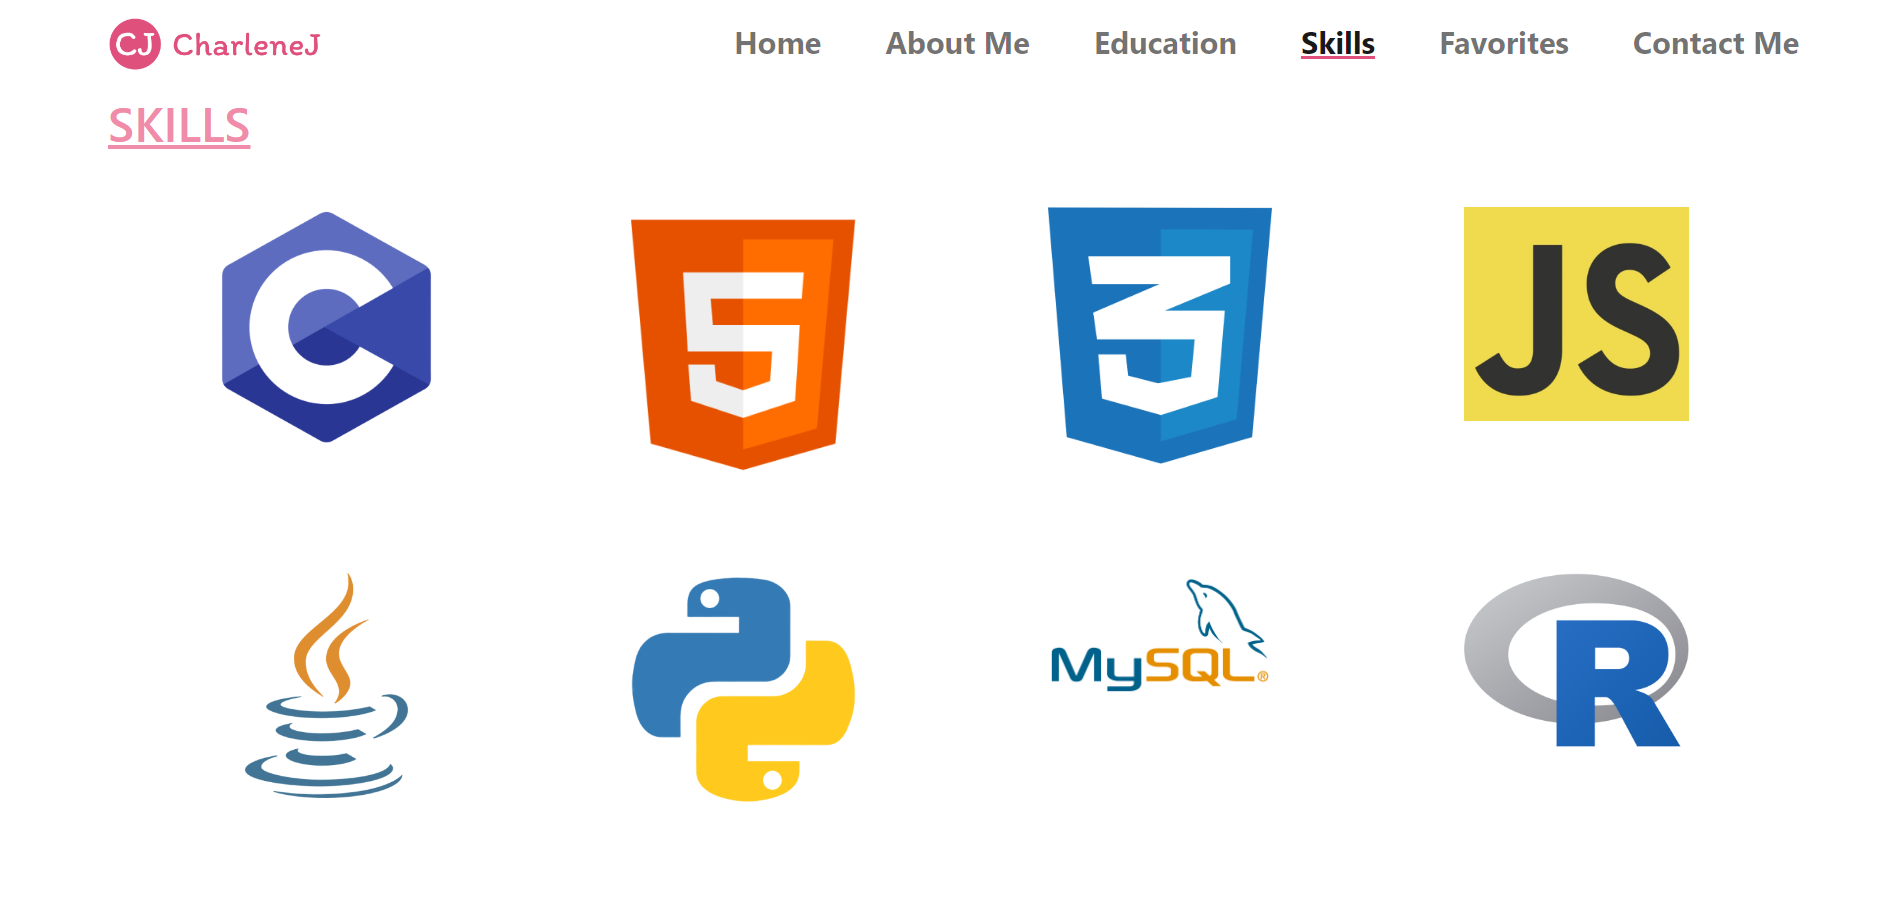 CJ CharleneJ
Home About Me Education Skills Favorites Contact Me
SKILLS
C 5 3 JS
MySQL®
R